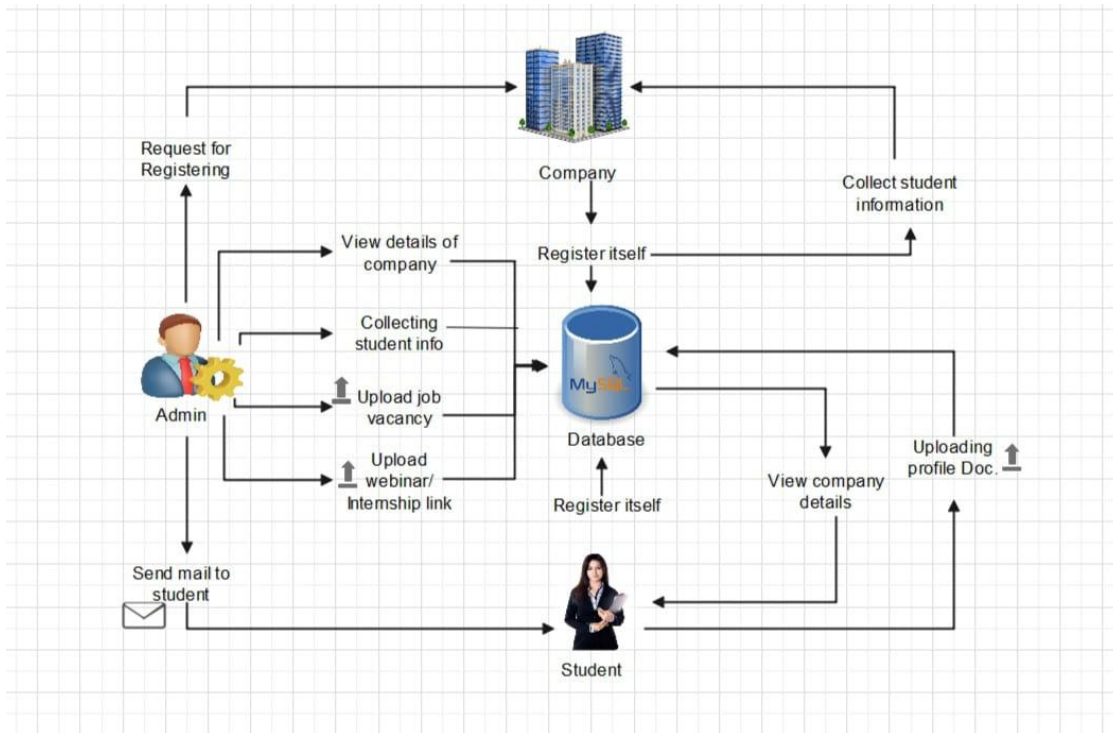 Request for
Registering
Company
Collect student
information
View details of
company
Register itself
Collecting
student info
Admin
Upload job
vacancy
MySQL
Database
Uploading
profile Doc.
Upload
webinar/
Internship link
View company
details
Register itself
Send mail to
student
Student